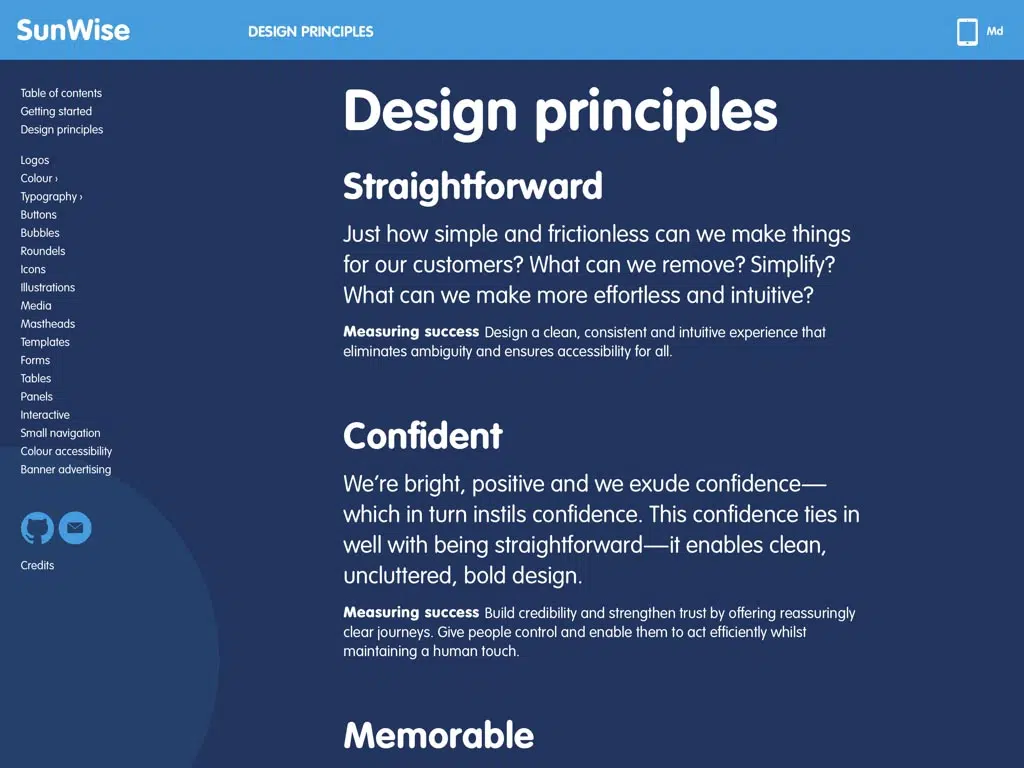 SunWise
DESIGN PRINCIPLES
Md
Table of contents
Getting started
Design principles
Logos
Colour ›
Typography ›
Buttons
Bubbles
Roundels
Icons
Illustrations
Media
Mastheads
Templates
Forms
Tables
Panels
Interactive
Small navigation
Colour accessibility
Banner advertising
Credits
Design principles
Straightforward
Just how simple and frictionless can we make things
for our customers? What can we remove? Simplify?
What can we make more effortless and intuitive?
Measuring success Design a clean, consistent and intuitive experience that
eliminates ambiguity and ensures accessibility for all.
Confident
We’re bright, positive and we exude confidence—
which in turn instils confidence. This confidence ties in
well with being straightforward—it enables clean,
uncluttered, bold design.
Measuring success Build credibility and strengthen trust by offering reassuringly
clear journeys. Give people control and enable them to act efficiently whilst
maintaining a human touch.
Memorable